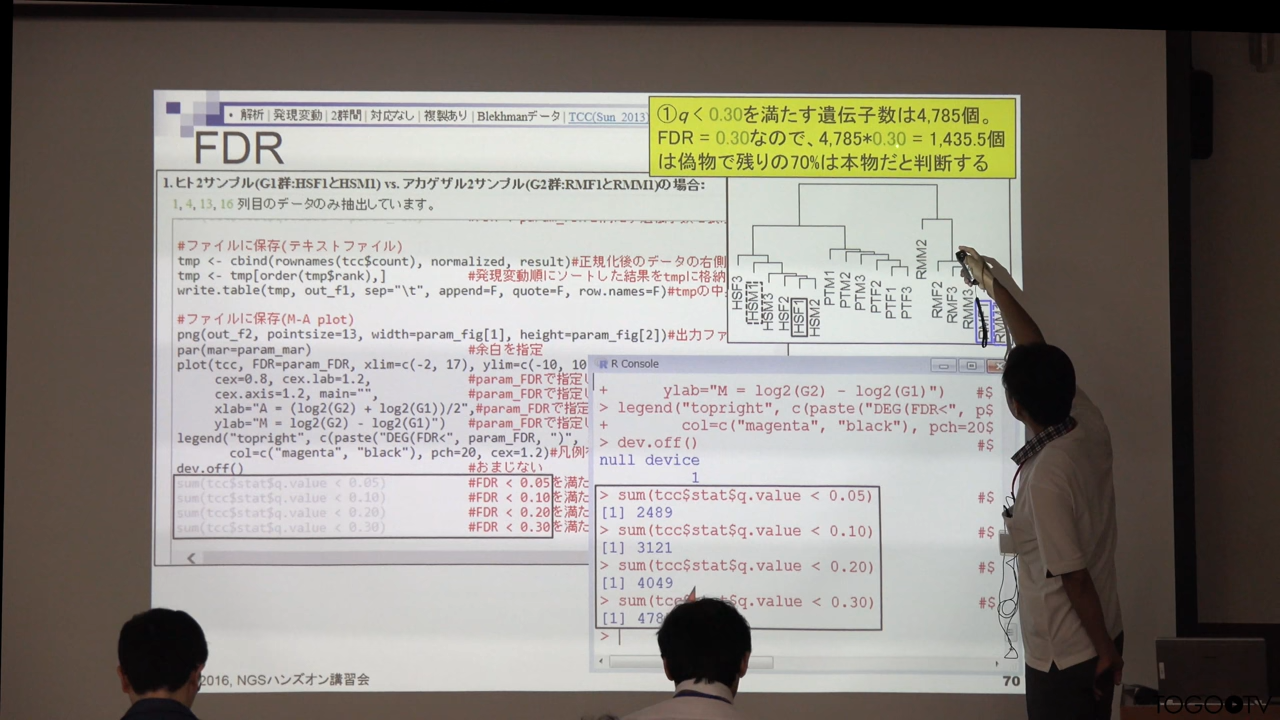 • 解析 | 発現変動 | 2群間 | 対応なし | 複製あり | Blekhmanデータ | TCC(Sun_2013)
FDR
①q < 0.30を満たす遺伝子数は4,785個。
FDR = 0.30なので、4,785*0.30 = 1,435.5個
は偽物で残りの70%は本物だと判断する
1. ヒト2サンプル(G1群:HSF1とHSM1) vs. アカゲザル2サンプル(G2群:RMF1とRMM1)の場合:
1, 4, 13, 16 列目のデータのみ抽出しています。
#ファイルに保存(テキストファイル)
tmp <- cbind(rownames(tcc$count), normalized, result)#正規化後のデータの右側
tmp <- tmp[order(tmp$rank),] #発現変動順にソートした結果をtmpに格納
write.table(tmp, out_f1, sep="\t", append=F, quote=F, row.names=F)#tmpの中
#ファイルに保存(M-A plot)
png(out_f2, pointsize=13, width=param_fig[1], height=param_fig[2])#出力ファ
par(mar=param_mar) #余白を指定
plot(tcc, FDR=param_FDR, xlim=c(-2, 17), ylim=c(-10, 10
cex=0.8, cex.lab=1.2, #param_FDRで指定
cex.axis=1.2, main="", #param_FDRで指定
xlab="A = (log2(G2) + log2(G1))/2",#param_FDRで指定
ylab="M = log2(G2) - log2(G1)") #param_FDRで指定
legend("topright", c(paste("DEG(FDR<", param_FDR, ")",
col=c("magenta", "black"), pch=20, cex=1.2)#凡例
dev.off() #おまじない
sum(tcc$stat$q.value < 0.05) #FDR < 0.05を満た
sum(tcc$stat$q.value < 0.10) #FDR < 0.10を満た
sum(tcc$stat$q.value < 0.20) #FDR < 0.20を満た
sum(tcc$stat$q.value < 0.30) #FDR < 0.30を満た
HSF3
HSM1
HSM3
HSF2
HSF1
HSM2
PTM1
PTM2
PTM3
PTF2
PTF1
PTF3
RMM2
RMF2
RMF3
RMM3
R Console
+ ylab="M = log2(G2) - log2(G1)") #$
> legend("topright", c(paste("DEG(FDR<", p$
+ col=c("magenta", "black"), pch=20$
> dev.off() #$
null device
1
> sum(tcc$stat$q.value < 0.05) #$
[1] 2489
> sum(tcc$stat$q.value < 0.10) #$
[1] 3121
> sum(tcc$stat$q.value < 0.20) #$
[1] 4049
> sum(tcc$stat$q.value < 0.30) #$
[1] 478
>
2016, NGSハンズオン講習会
70
TOGOTV